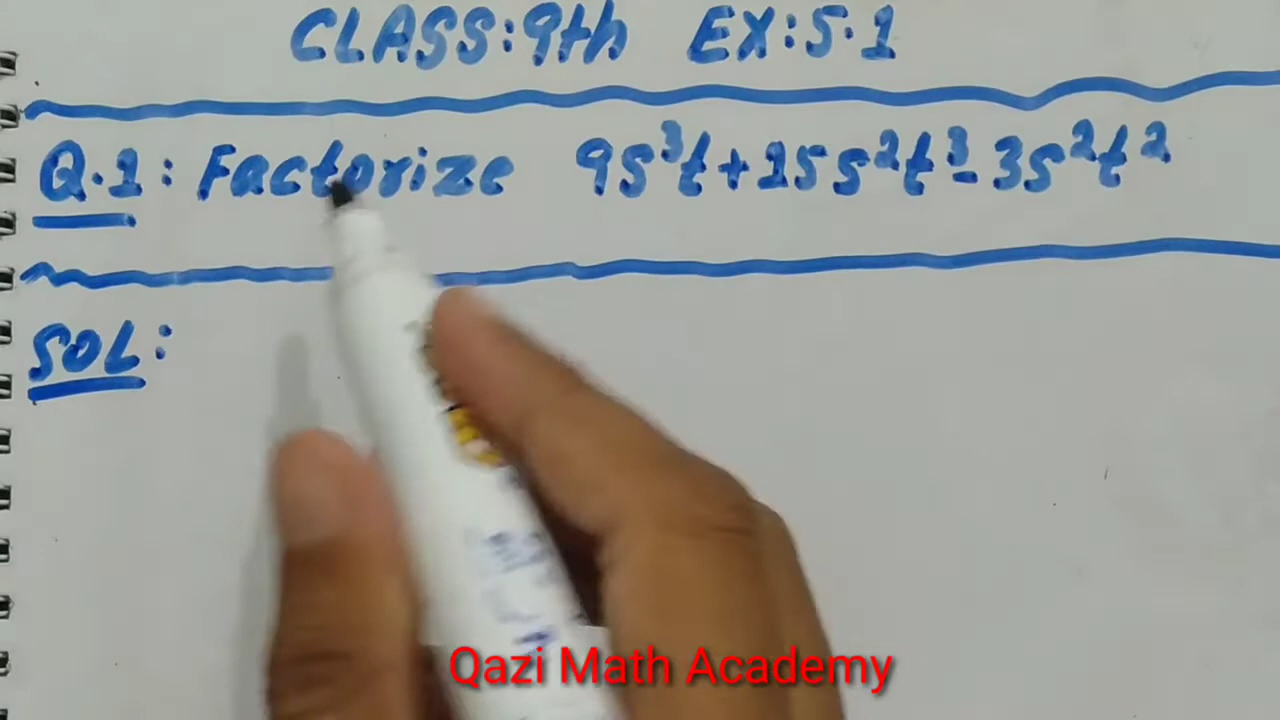 CLASS:9th EX:5.1
Q.1: Factorize 9s³t+15s²t³-3s²t²
SOL:
Qazi Math Academy